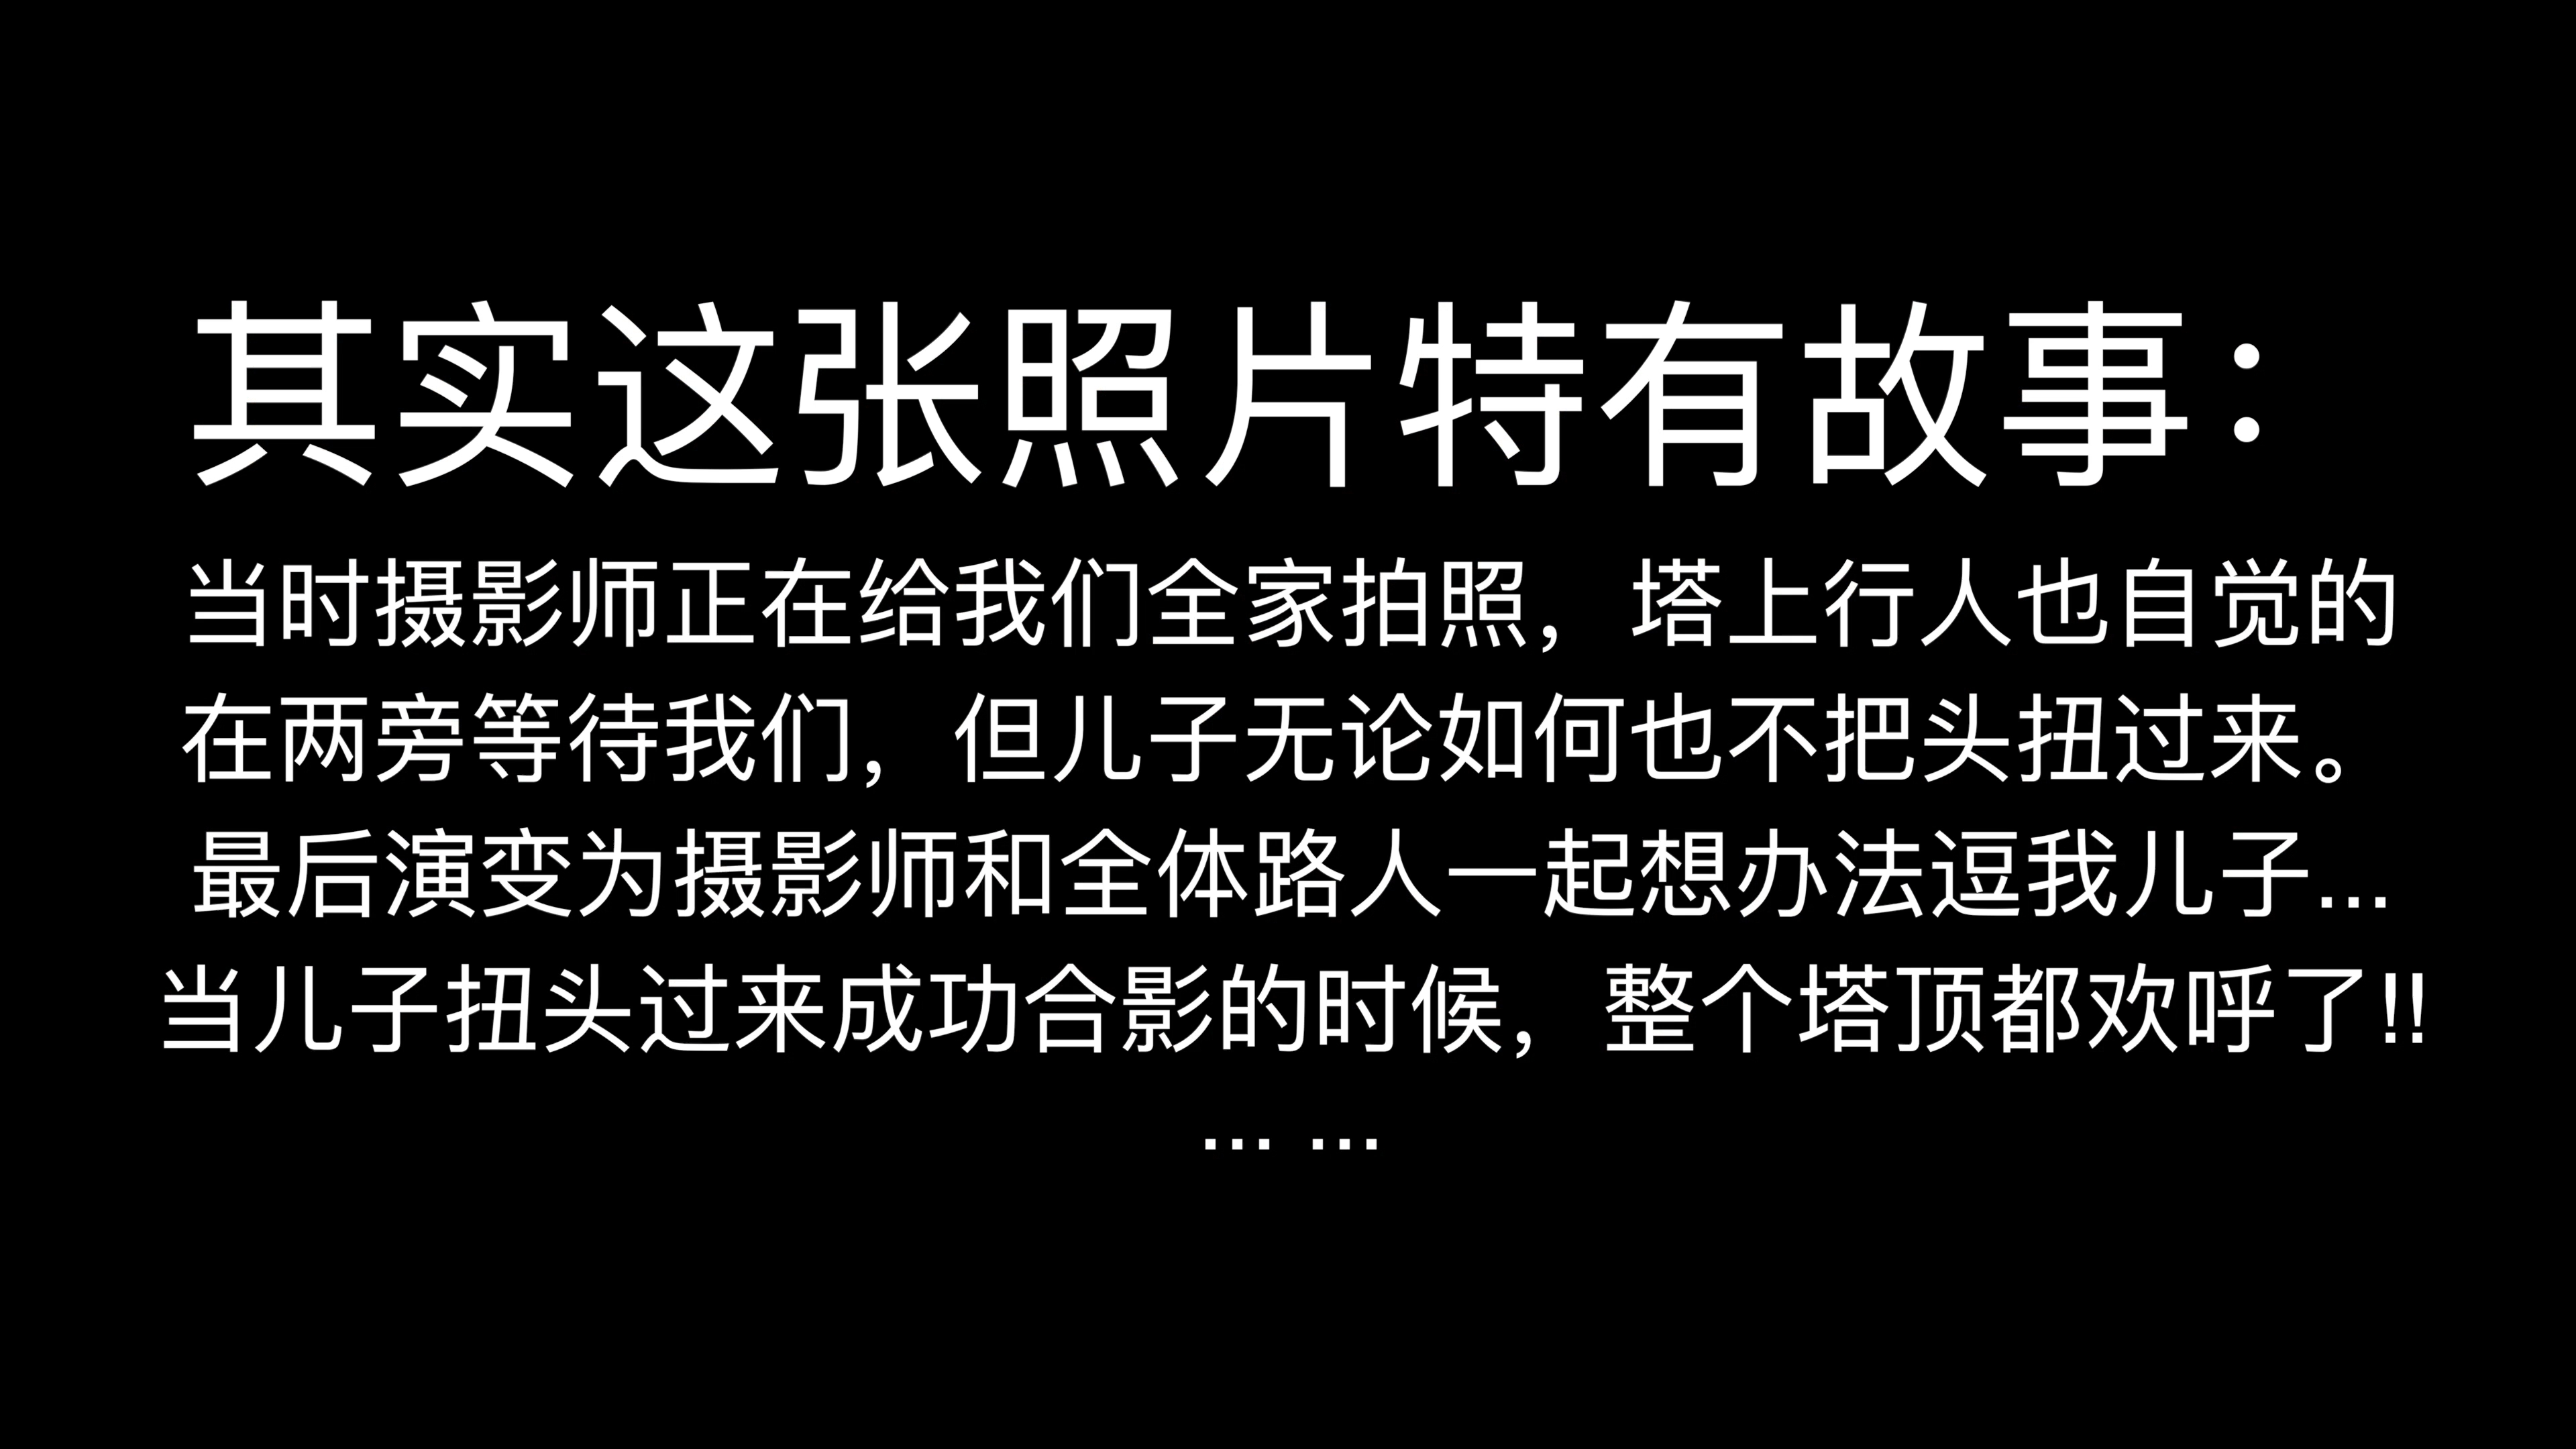 其实这张照片特有故事：
当时摄影师正在给我们全家拍照，塔上行人也自觉的
在两旁等待我们，但儿子无论如何也不把头扭过来。
最后演变为摄影师和全体路人一起想办法逗我儿子...
当儿子扭头过来成功合影的时候，整个塔顶都欢呼了!!
... ...